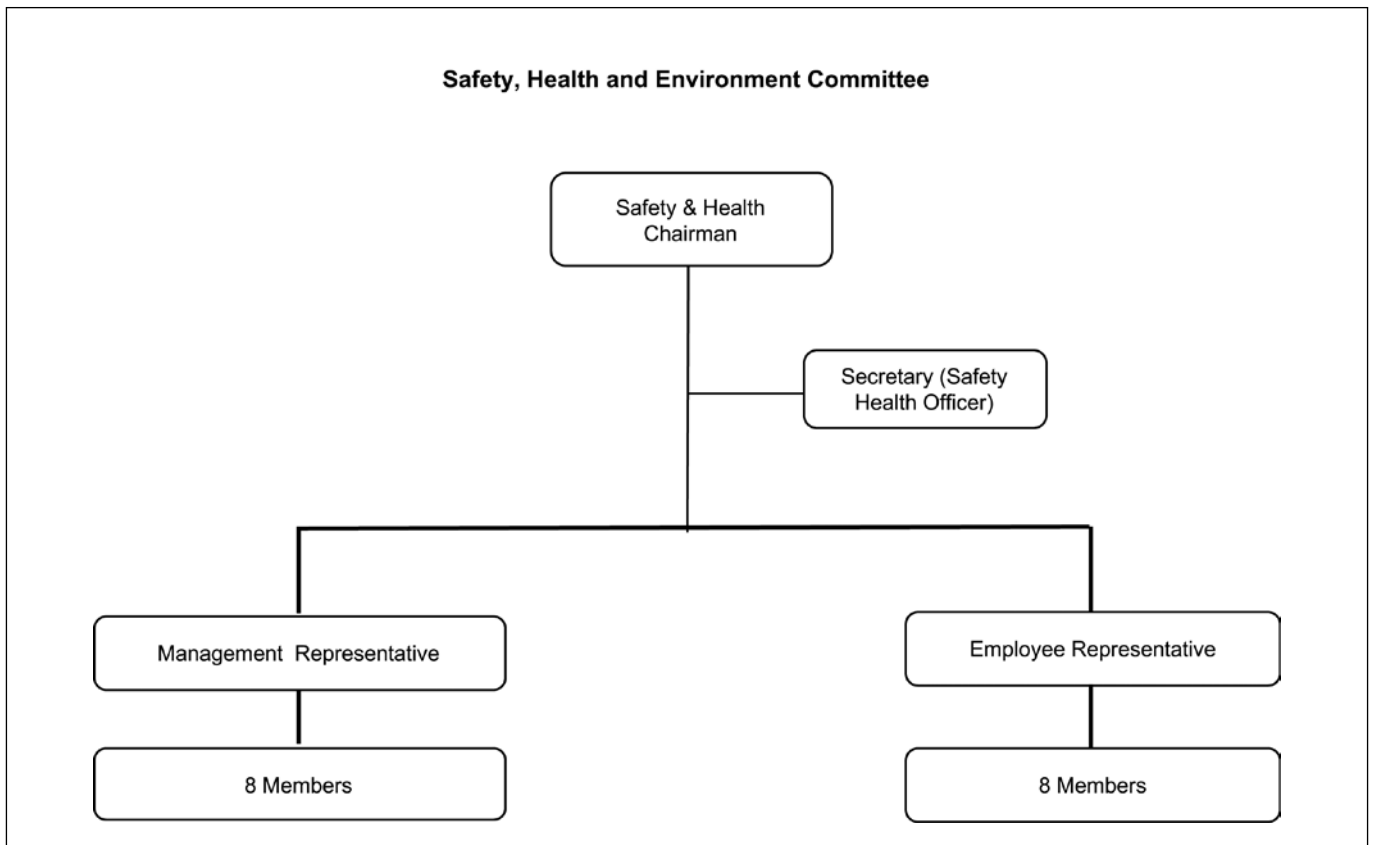 Safety, Health and Environment Committee
Safety & Health
Chairman
Secretary (Safety
Health Officer)
Management Representative
Employee Representative
8 Members
8 Members